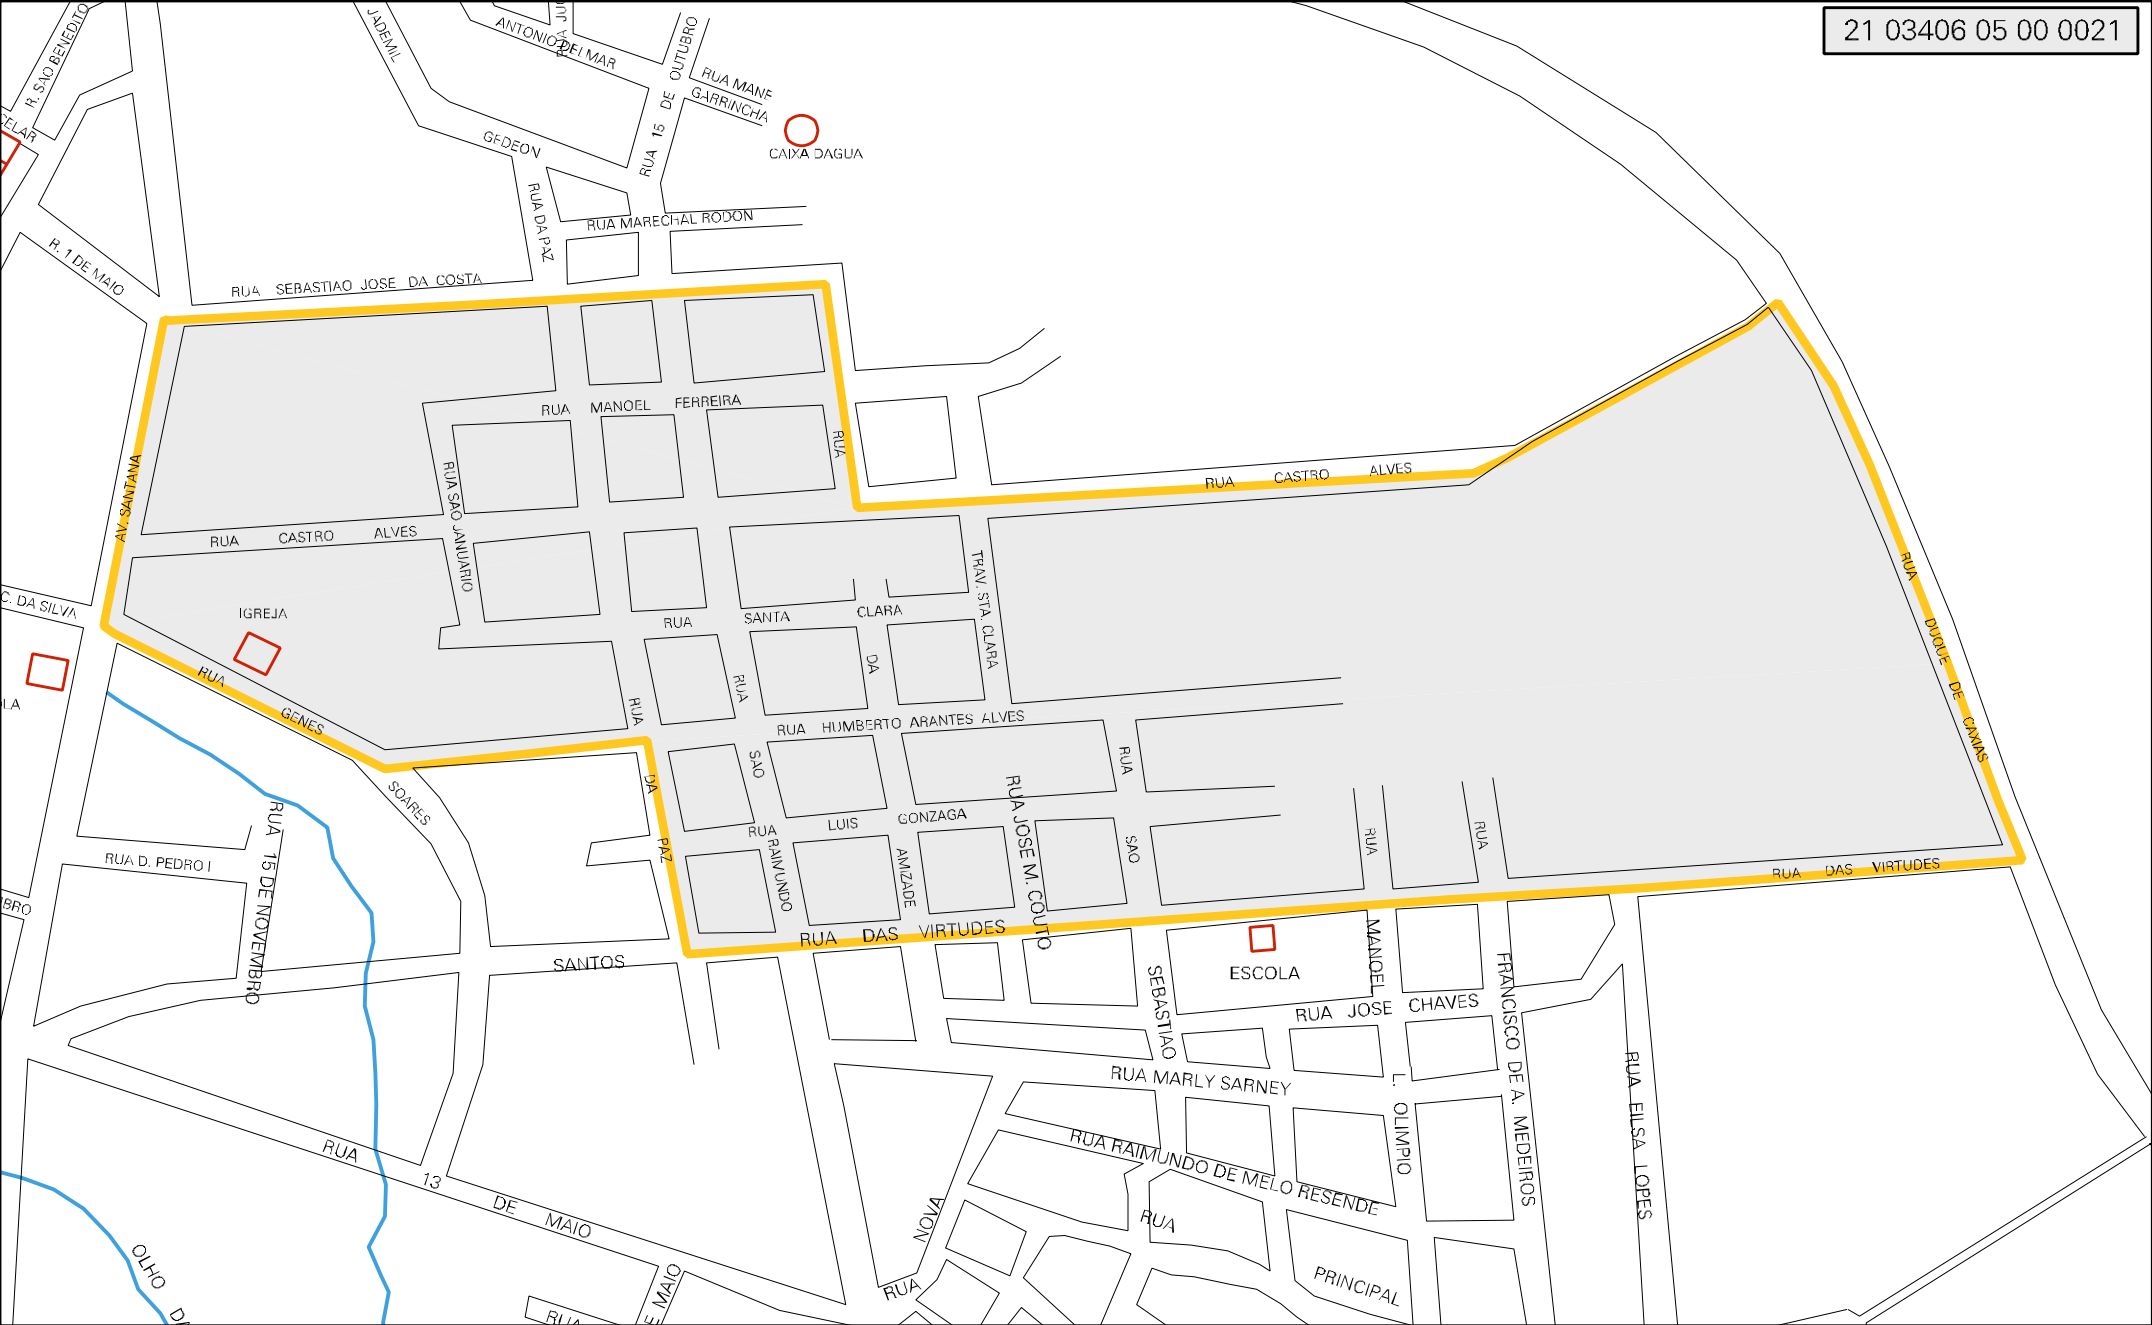 21 03406 05 00 0021
R. SAO BENEDITO
CELAR
JADEMIL
ANTONIO DELMAR
RUA 15 DE OUTUBRO
RUA MANE
GARRINCHA
CAIXA DAGUA
GEDEON
RUA DA PAZ
RUA MARECHAL RODON
R. 1 DE MAIO
RUA SEBASTIAO JOSE DA COSTA
AV. SANTANA
RUA MANOEL FERREIRA
RUA
RUA SAO JANUARIO
RUA CASTRO ALVES
RUA CASTRO ALVES
C. DA SILVA
IGREJA
RUA SANTA CLARA
TRAV. STA. CLARA
RUA DUQUE DE CAXIAS
LA
RUA GENES SOARES
RUA DA PAZ
RUA SAO RAIMUNDO
DA AMIZADE
RUA HUMBERTO ARANTES ALVES
RUA LUIS GONZAGA
RUA JOSE M. COUTO
RUA SAO SEBASTIAO
RUA MANOEL L. OLIMPIO
RUA FRANCISCO DE A. MEDEIROS
RUA DAS VIRTUDES
RUA DAS VIRTUDES
RUA D. PEDRO I
RUA 15 DE NOVEMBRO
BRO
SANTOS
ESCOLA
RUA JOSE CHAVES
RUA MARLY SARNEY
RUA EILSA LOPES
RUA RAIMUNDO DE MELO RESENDE
RUA 13 DE MAIO
RUA NOVA
RUA PRINCIPAL
OLHO DA
E MAIO
RUA